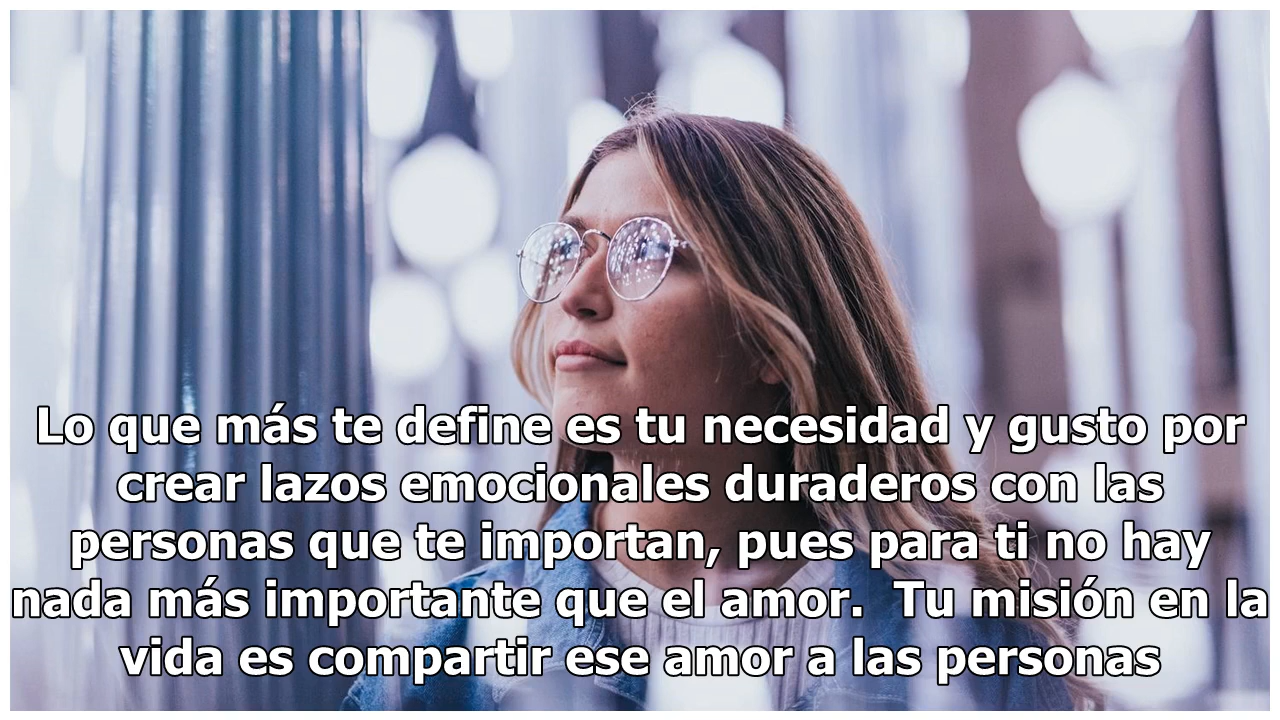 Lo que más te define es tu necesidad y gusto por
crear lazos emocionales duraderos con las
personas que te importan, pues para ti no hay
nada más importante que el amor.  Tu misión en la
vida es compartir ese amor a las personas